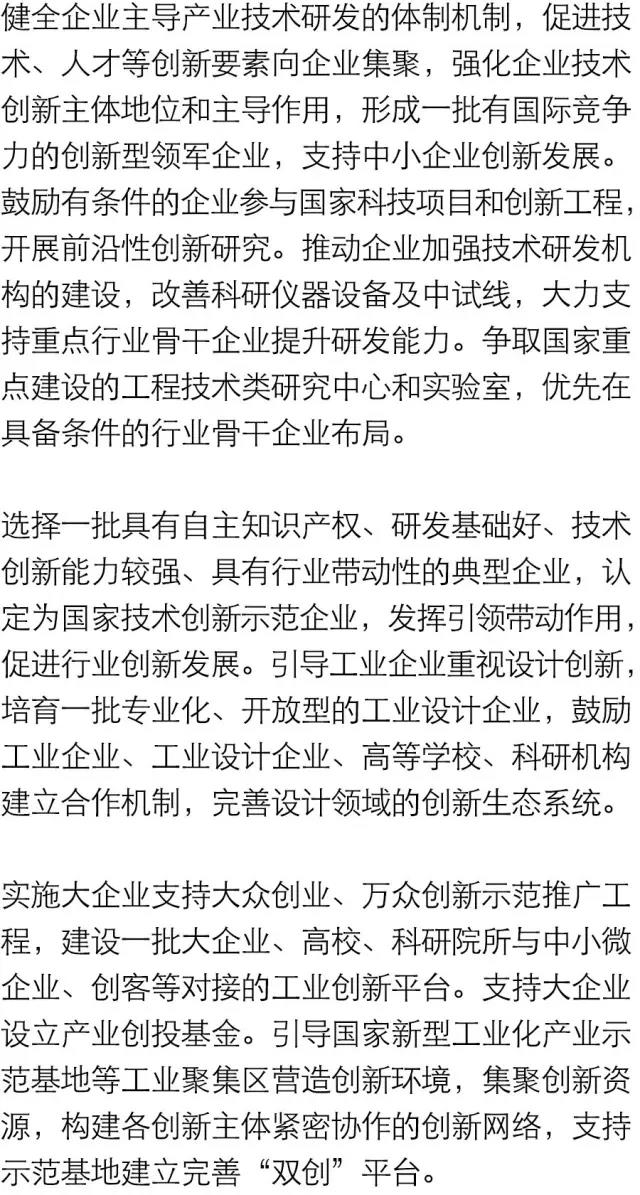 健全企业主导产业技术研发的体制机制，促进技
术、人才等创新要素向企业集聚，强化企业技术
创新主体地位和主导作用，形成一批有国际竞争
力的创新型领军企业，支持中小企业创新发展。
鼓励有条件的企业参与国家科技项目和创新工程，
开展前沿性创新研究。推动企业加强技术研发机
构的建设，改善科研仪器设备及中试线，大力支
持重点行业骨干企业提升研发能力。争取国家重
点建设的工程技术类研究中心和实验室，优先在
具备条件的行业骨干企业布局。
选择一批具有自主知识产权、研发基础好、技术
创新能力较强、具有行业带动性的典型企业，认
定为国家技术创新示范企业，发挥引领带动作用，
促进行业创新发展。引导工业企业重视设计创新，
培育一批专业化、开放型的工业设计企业，鼓励
工业企业、工业设计企业、高等学校、科研机构
建立合作机制，完善设计领域的创新生态系统。
实施大企业支持大众创业、万众创新示范推广工
程，建设一批大企业、高校、科研院所与中小微
企业、创客等对接的工业创新平台。支持大企业
设立产业创投基金。引导国家新型工业化产业示
范基地等工业聚集区营造创新环境，集聚创新资
源，构建各创新主体紧密协作的创新网络，支持
示范基地建立完善“双创”平台。